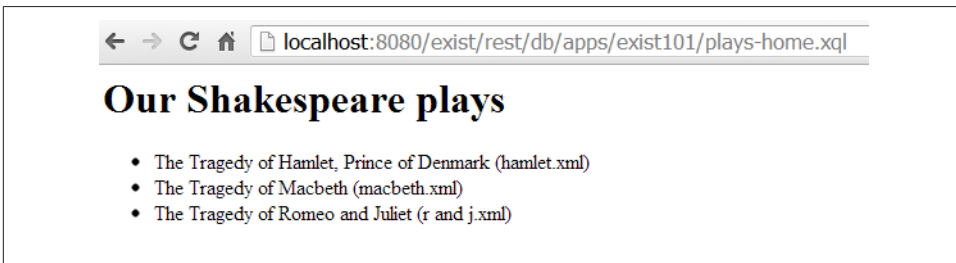 localhost:8080/exist/rest/db/apps/exist101/plays-home.xql
Our Shakespeare plays
The Tragedy of Hamlet, Prince of Denmark (hamlet.xml)
The Tragedy of Macbeth (macbeth.xml)
The Tragedy of Romeo and Juliet (r and j.xml)